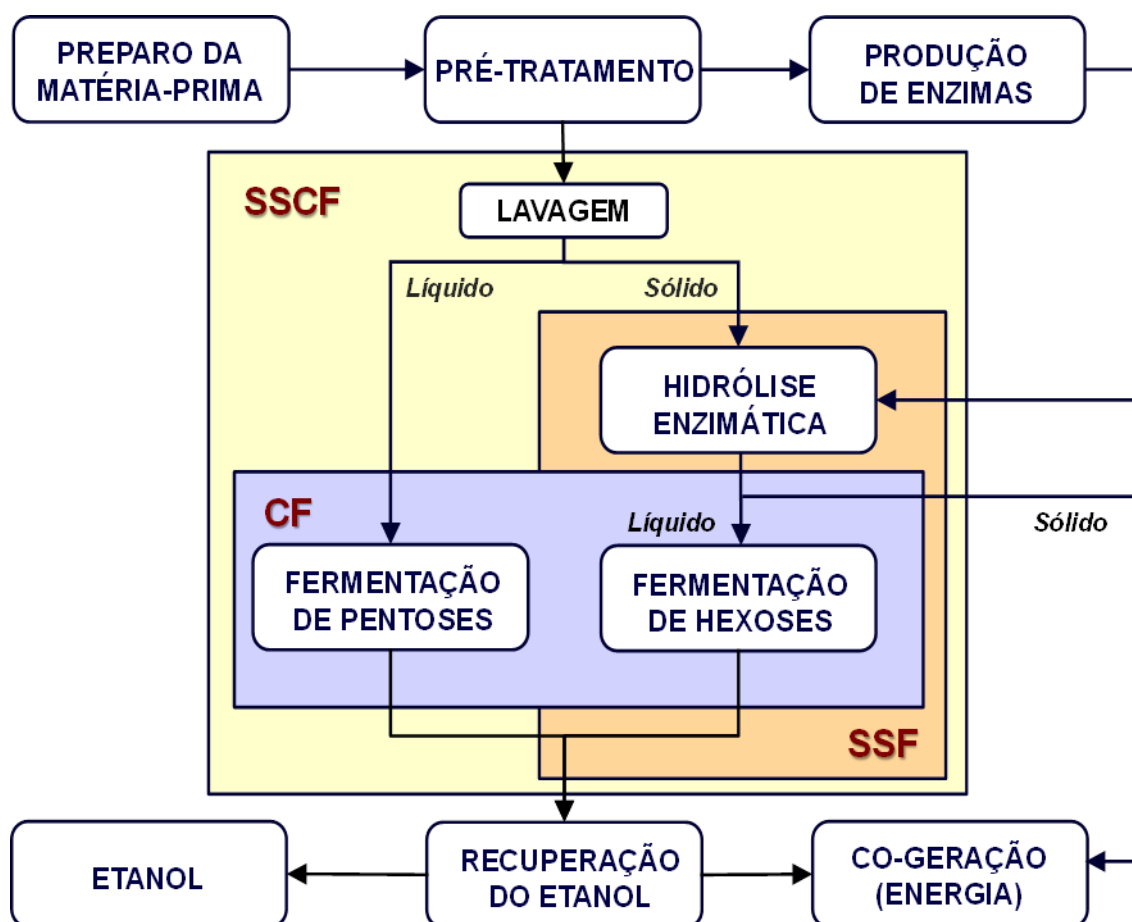 PREPARO DA
MATÉRIA-PRIMA
PRÉ-TRATAMENTO
PRODUÇÃO
DE ENZIMAS
SSCF
LAVAGEM
Líquido
Sólido
HIDRÓLISE
ENZIMÁTICA
CF
Líquido
Sólido
FERMENTAÇÃO
DE PENTOSES
FERMENTAÇÃO
DE HEXOSES
SSF
ETANOL
RECUPERAÇÃO
DO ETANOL
CO-GERAÇÃO
(ENERGIA)